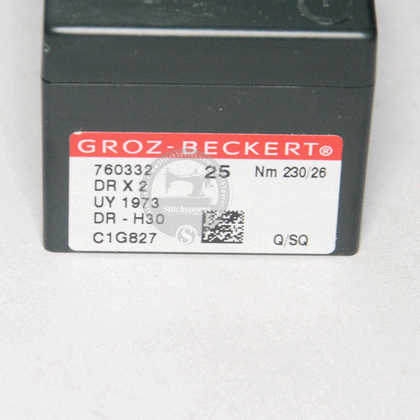 GROZ-BECKERT®
760332 25 Nm 230/26
DR X 2
UY 1973
DR - H30
C1G827 Q/SQ